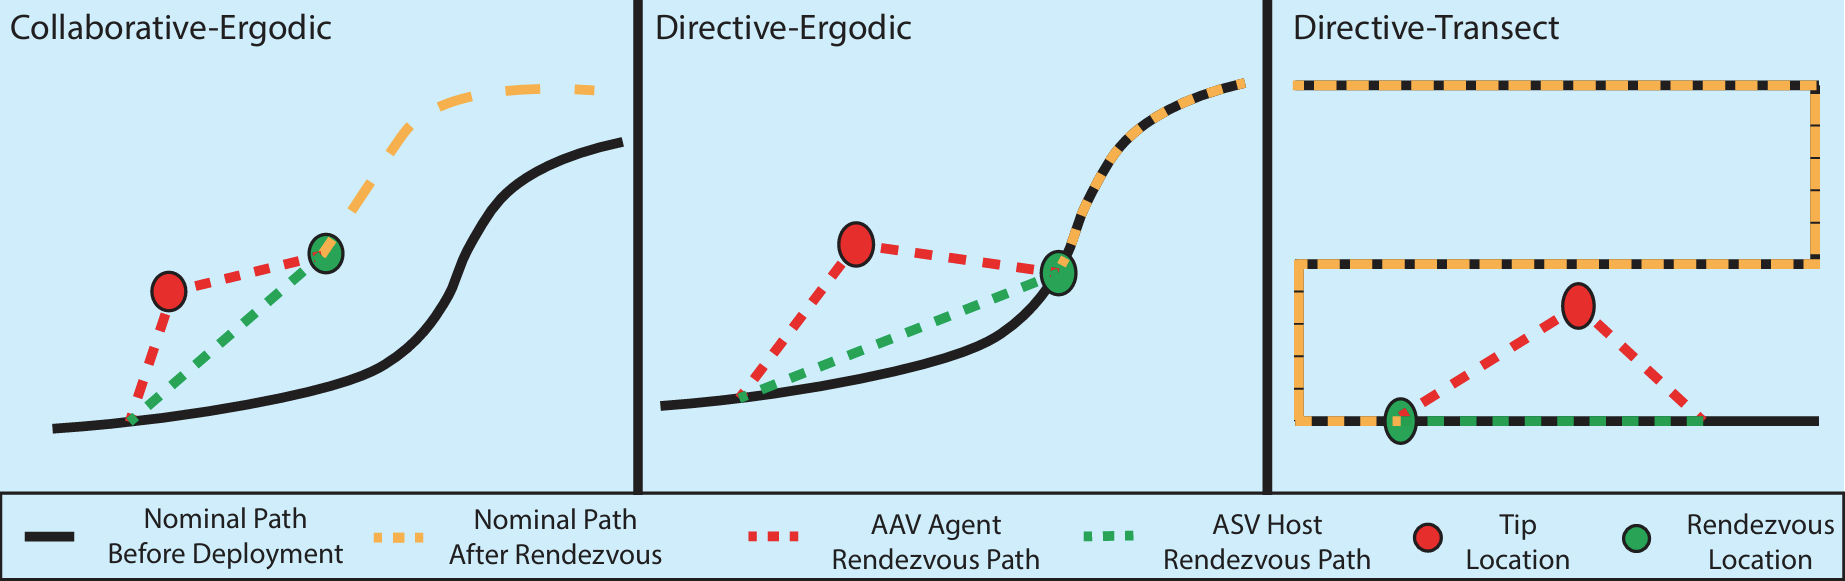 Collaborative-Ergodic
Directive-Ergodic
Directive-Transect
Nominal Path
Before Deployment
Nominal Path
After Rendezvous
AAV Agent
Rendezvous Path
ASV Host
Rendezvous Path
Tip
Location
Rendezvous
Location